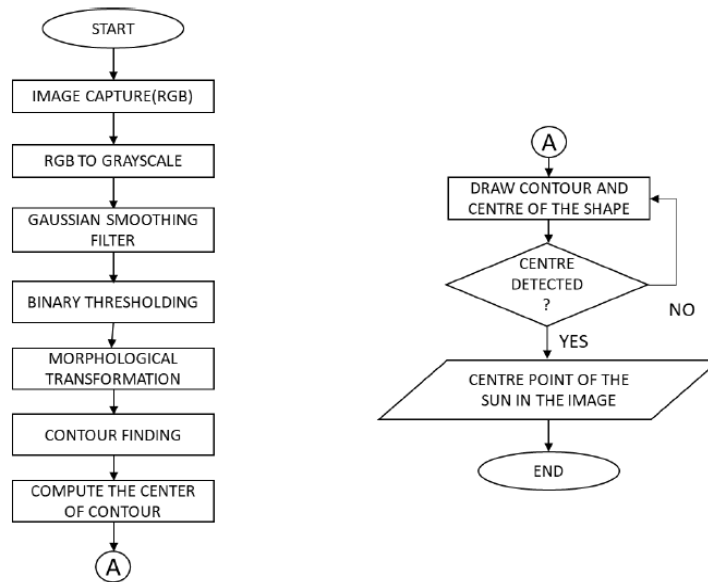 START
IMAGE CAPTURE(RGB)
RGB TO GRAYSCALE
GAUSSIAN SMOOTHING
FILTER
BINARY THRESHOLDING
MORPHOLOGICAL
TRANSFORMATION
CONTOUR FINDING
COMPUTE THE CENTER
OF CONTOUR
A
A
DRAW CONTOUR AND
CENTRE OF THE SHAPE
CENTRE
DETECTED
?
NO
YES
CENTRE POINT OF THE
SUN IN THE IMAGE
END